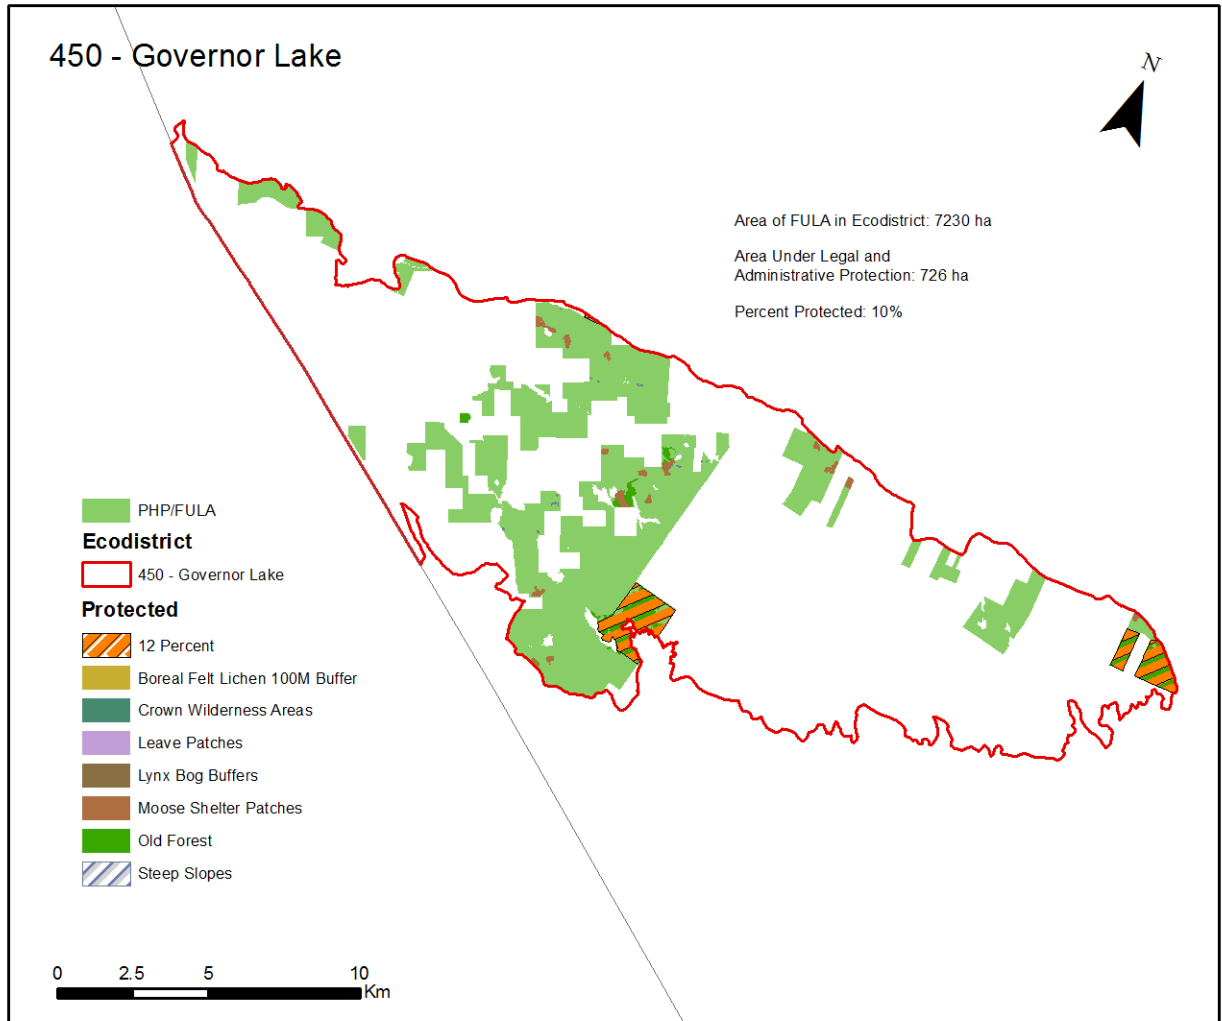 450 - Governor Lake
N
Area of FULA in Ecodistrict: 7230 ha
Area Under Legal and
Administrative Protection: 726 ha
Percent Protected: 10%
PHP/FULA
Ecodistrict
450 - Governor Lake
Protected
12 Percent
Boreal Felt Lichen 100M Buffer
Crown Wilderness Areas
Leave Patches
Lynx Bog Buffers
Moose Shelter Patches
Old Forest
Steep Slopes
0 2.5 5 10
Km